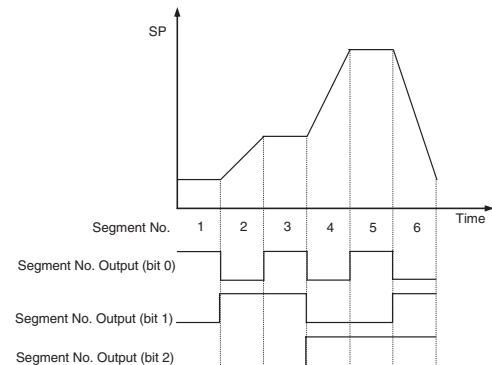 SP
Time
Segment No. 1 2 3 4 5 6
Segment No. Output (bit 0)
Segment No. Output (bit 1)
Segment No. Output (bit 2)